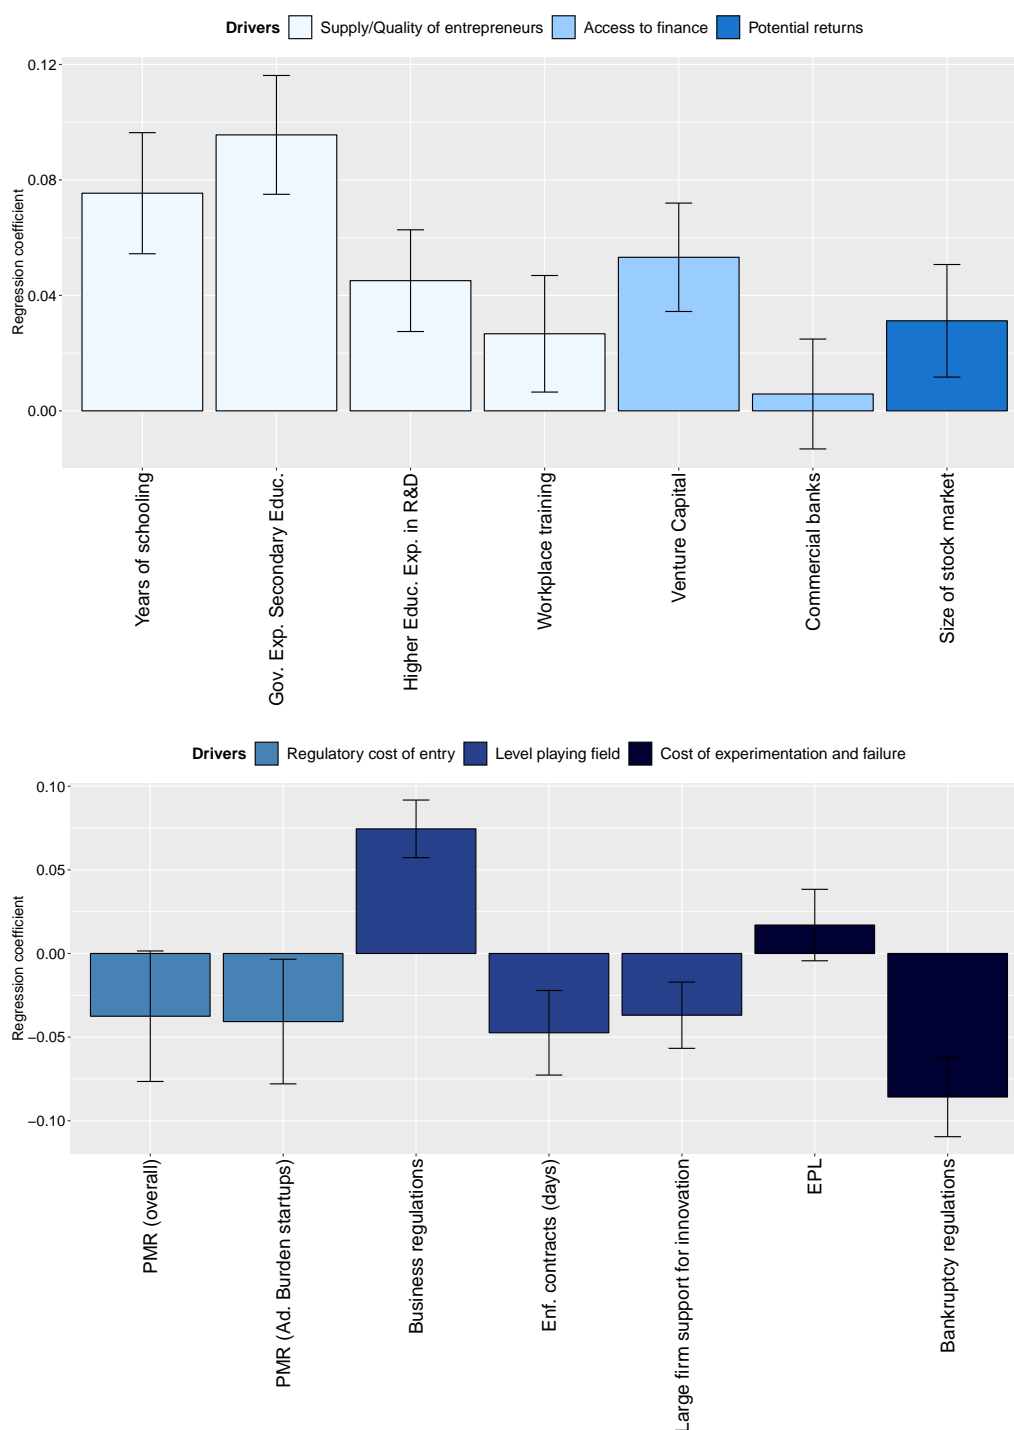 Drivers Supply/Quality of entrepreneurs Access to finance Potential returns
Regression coefficient
0.12
0.08
0.04
0.00
Years of schooling
Gov. Exp. Secondary Educ.
Higher Educ. Exp. in R&D
Workplace training
Venture Capital
Commercial banks
Size of stock market
Drivers Regulatory cost of entry Level playing field Cost of experimentation and failure
Regression coefficient
0.10
0.05
0.00
−0.05
−0.10
PMR (overall)
PMR (Ad. Burden startups)
Business regulations
Enf. contracts (days)
Large firm support for innovation
EPL
Bankruptcy regulations